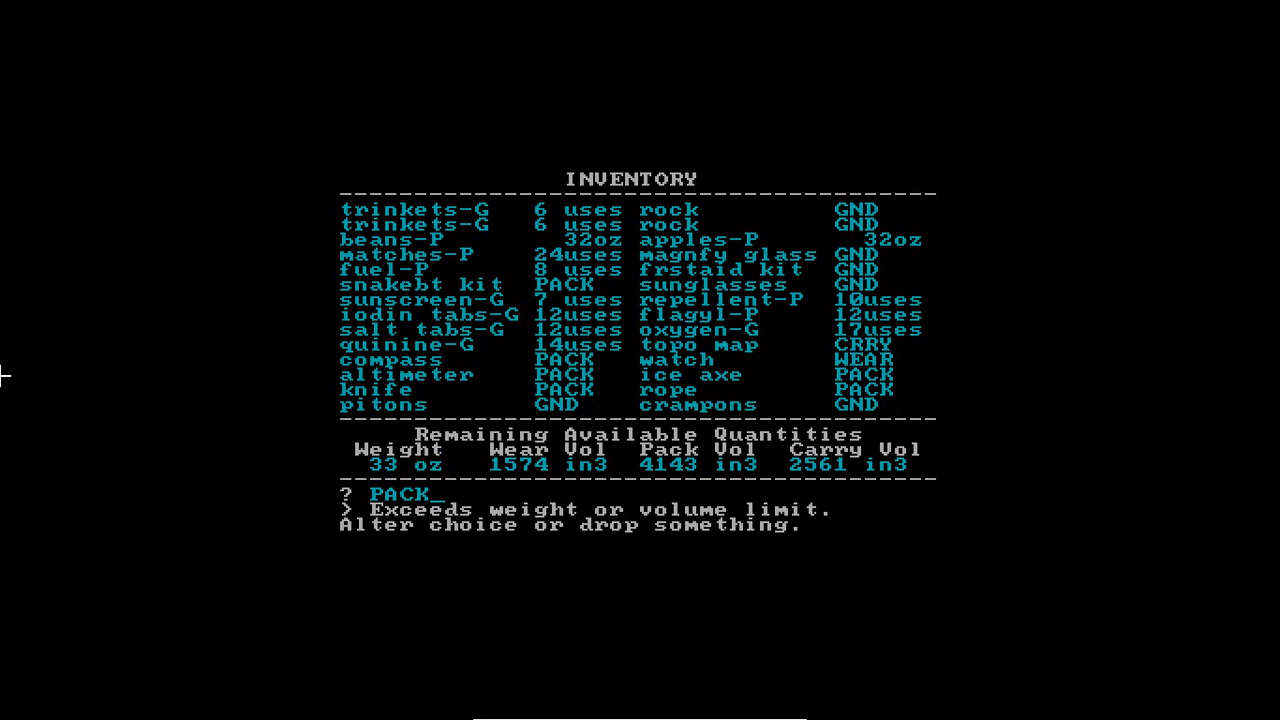 INVENTORY
----------------------------------------
trinkets-G 6 uses rock GND
trinkets-G 6 uses rock GND
beans-P 32oz apples-P 32oz
matches-P 24uses magnfy glass GND
fuel-P 8 uses frstaid kit GND
snakebt kit PACK sunglasses GND
sunscreen-G 7 uses repellent-P 10uses
iodin tabs-G 12uses flagyl-P 12uses
salt tabs-G 12uses oxygen-G 17uses
quinine-G 14uses topo map CRRY
compass PACK watch WEAR
altimeter PACK ice axe PACK
knife PACK rope PACK
pitons GND crampons GND
----------------------------------------
Remaining Available Quantities
Weight Wear Vol Pack Vol Carry Vol
33 oz 1574 in3 4143 in3 2561 in3
----------------------------------------
? PACK_
> Exceeds weight or volume limit.
Alter choice or drop something.